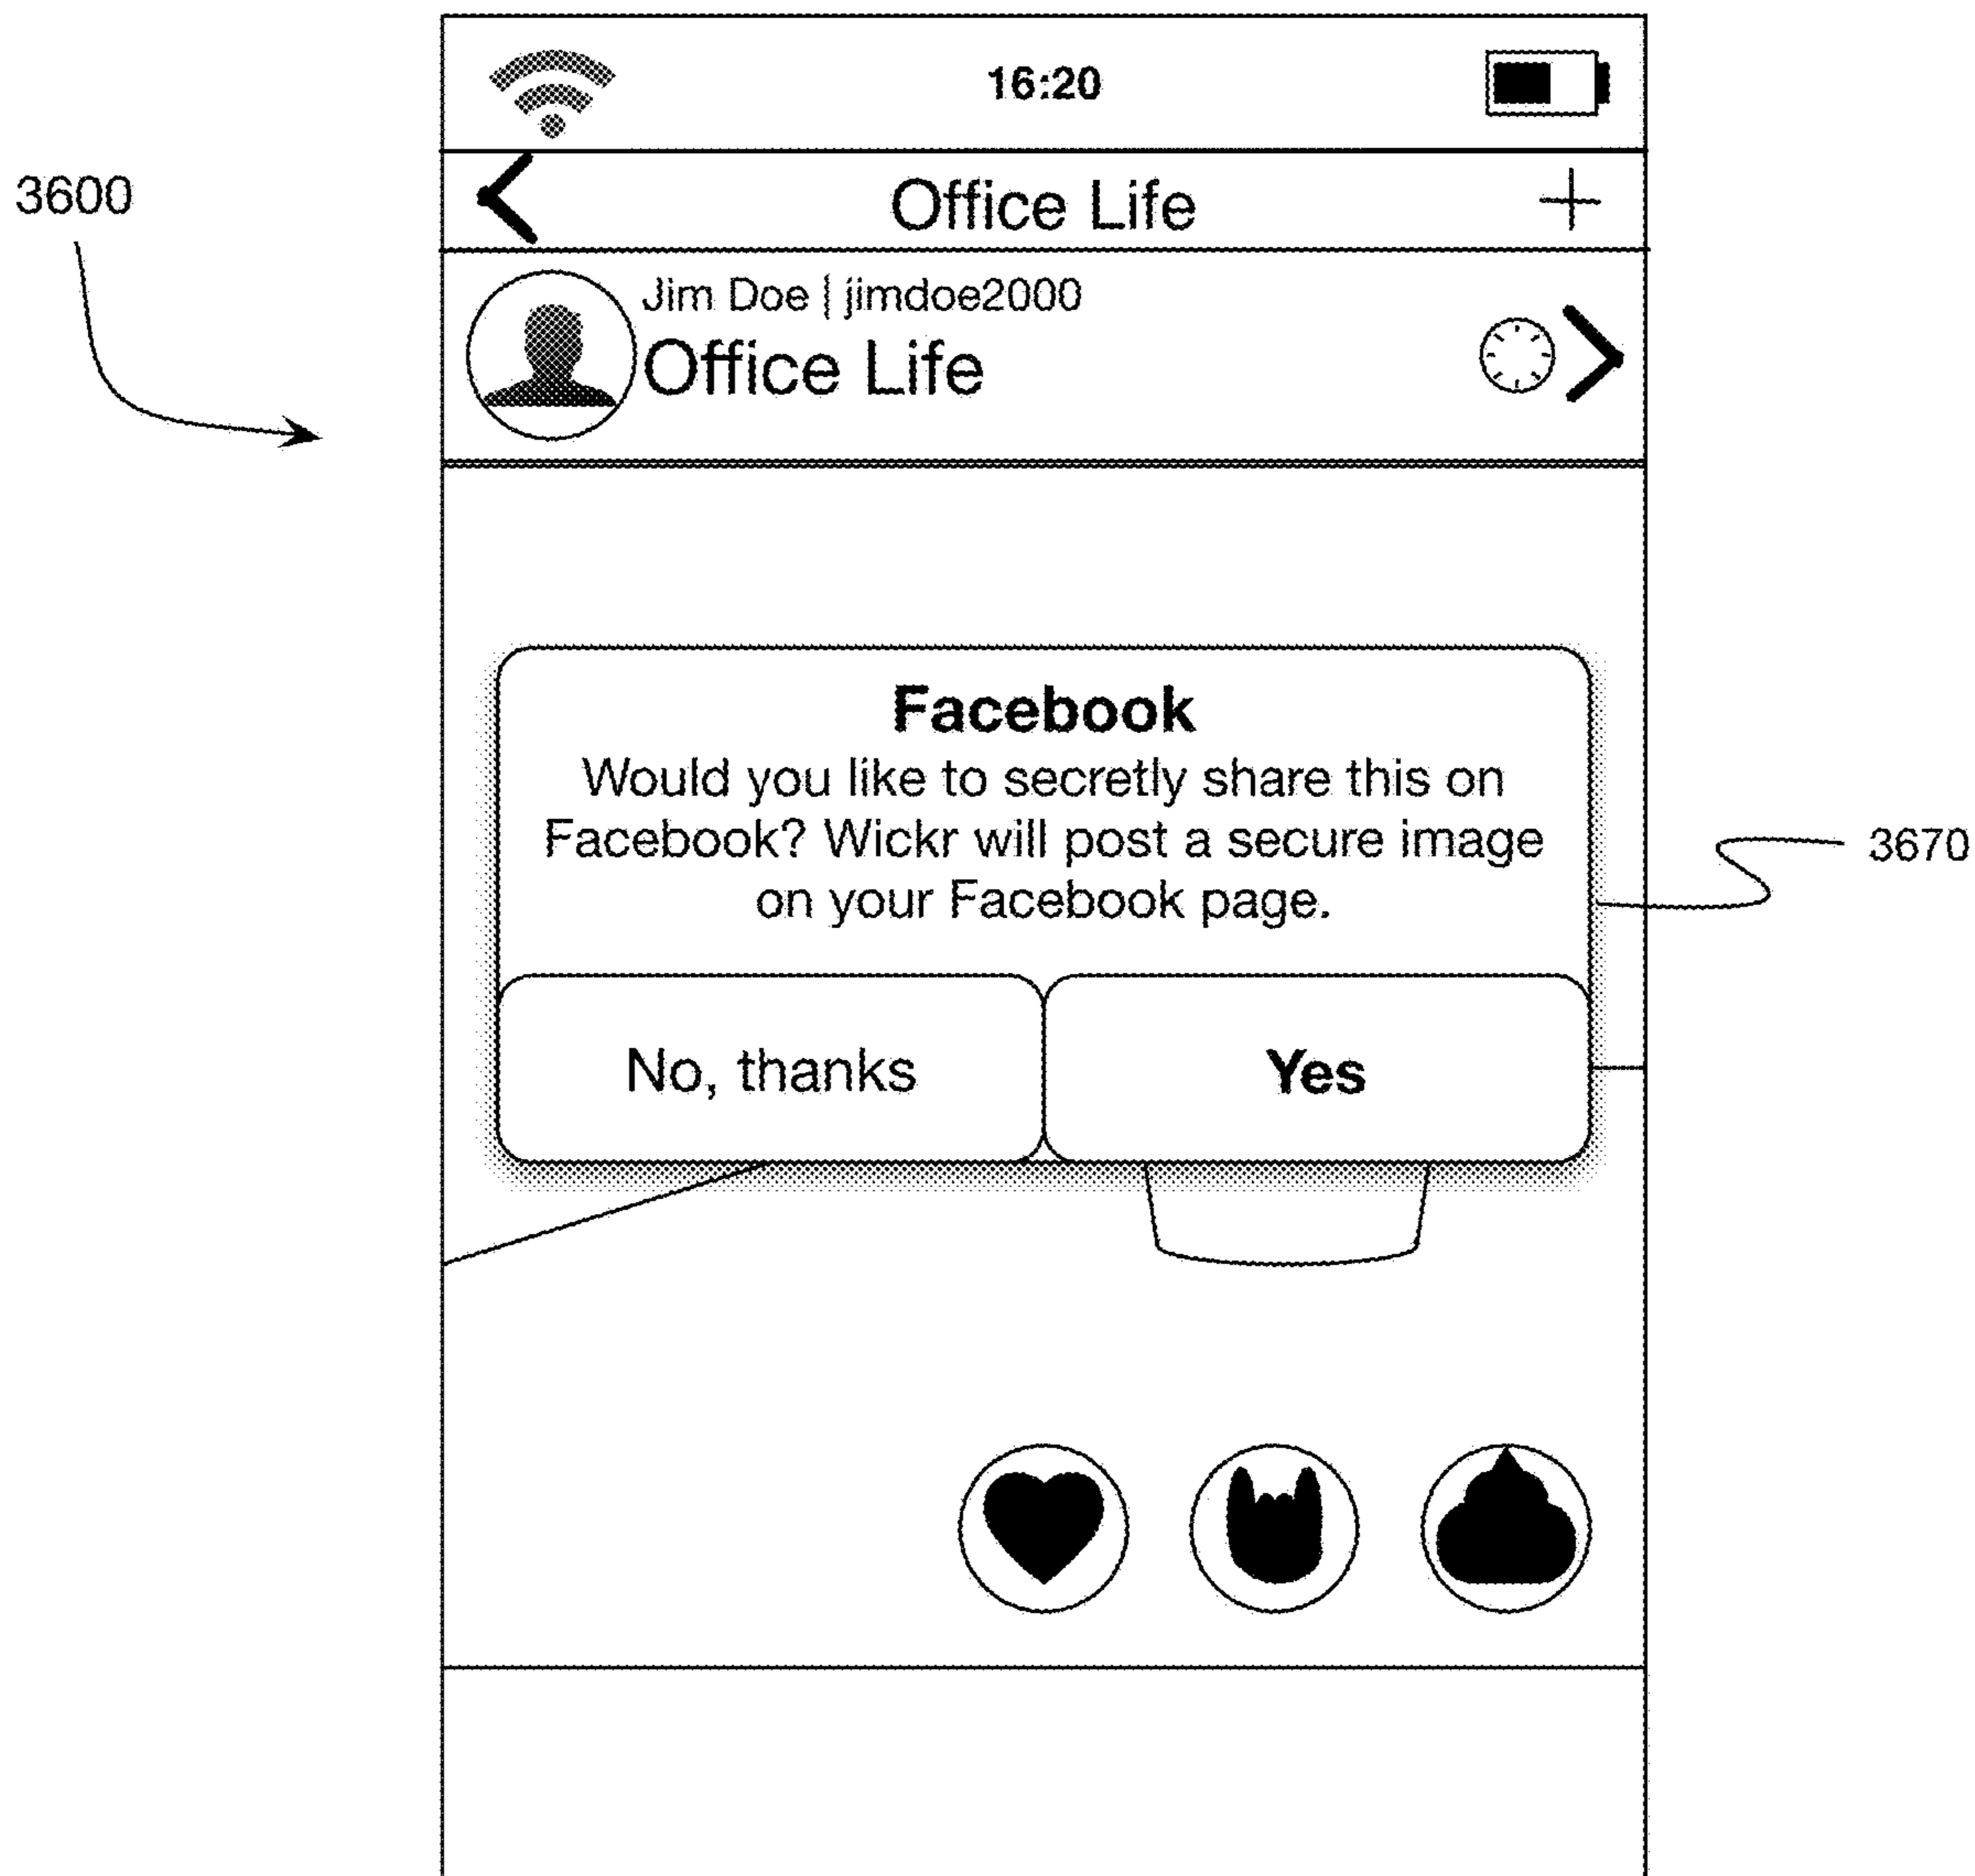 16:20
3600
Office Life
Jim Doe | jimdoe2000
Office Life
Facebook
Would you like to secretly share this on
Facebook? Wickr will post a secure image
on your Facebook page.
3670
No, thanks
Yes